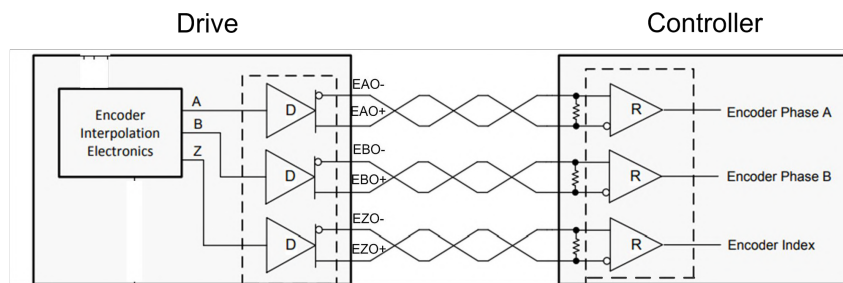 Drive
Controller
Encoder
Interpolation
Electronics
A
B
Z
D
D
D
EAO-
EAO+
EBO-
EBO+
EZO-
EZO+
R
R
R
Encoder Phase A
Encoder Phase B
Encoder Index